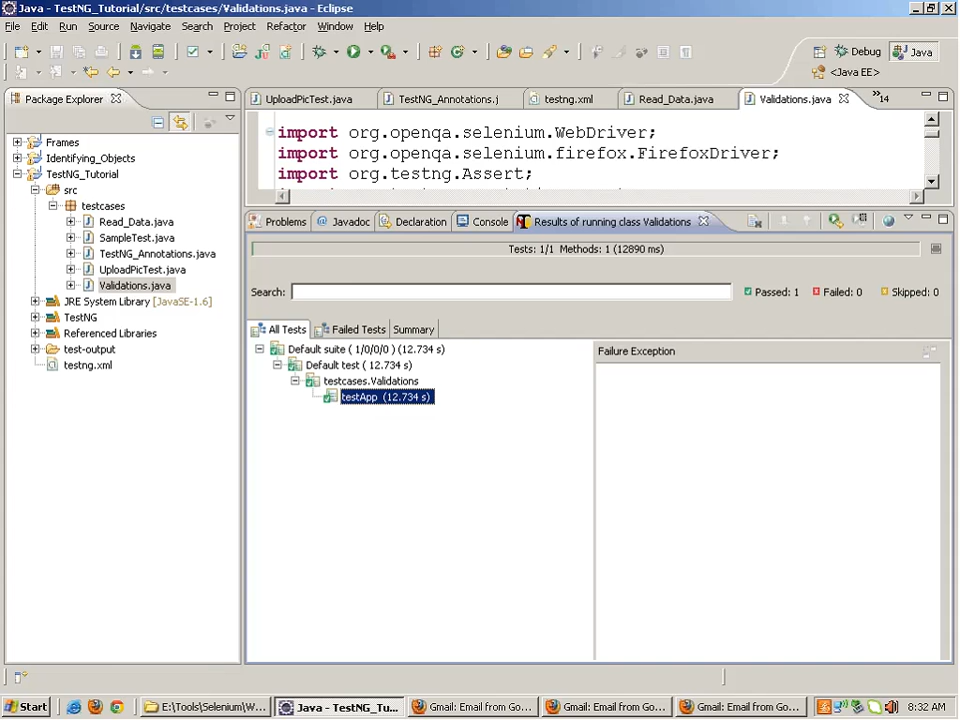 Java - TestNG_Tutorial/src/testcases/Validations.java - Eclipse
File Edit Run Source Navigate Search Project Refactor Window Help
Debug Java
<Java EE>
Package Explorer
UploadPicTest.java TestNG_Annotations.j testng.xml Read_Data.java Validations.java »14
Frames
Identifying_Objects
TestNG_Tutorial
src
testcases
Read_Data.java
SampleTest.java
TestNG_Annotations.java
UploadPicTest.java
Validations.java
JRE System Library [JavaSE-1.6]
TestNG
Referenced Libraries
test-output
testng.xml
import org.openqa.selenium.WebDriver;
import org.openqa.selenium.firefox.FirefoxDriver;
import org.testng.Assert;
Problems Javadoc Declaration Console Results of running class Validations
Tests: 1/1 Methods: 1 (12890 ms)
Search: Passed: 1 Failed: 0 Skipped: 0
All Tests Failed Tests Summary
Default suite ( 1/0/0/0 ) (12.734 s)
Default test ( 12.734 s)
testcases.Validations
testApp (12.734 s)
Failure Exception
Start E:\Tools\Selenium\W... Java - TestNG_Tu... Gmail: Email from Go... Gmail: Email from Go... Gmail: Email from Go... 8:32 AM